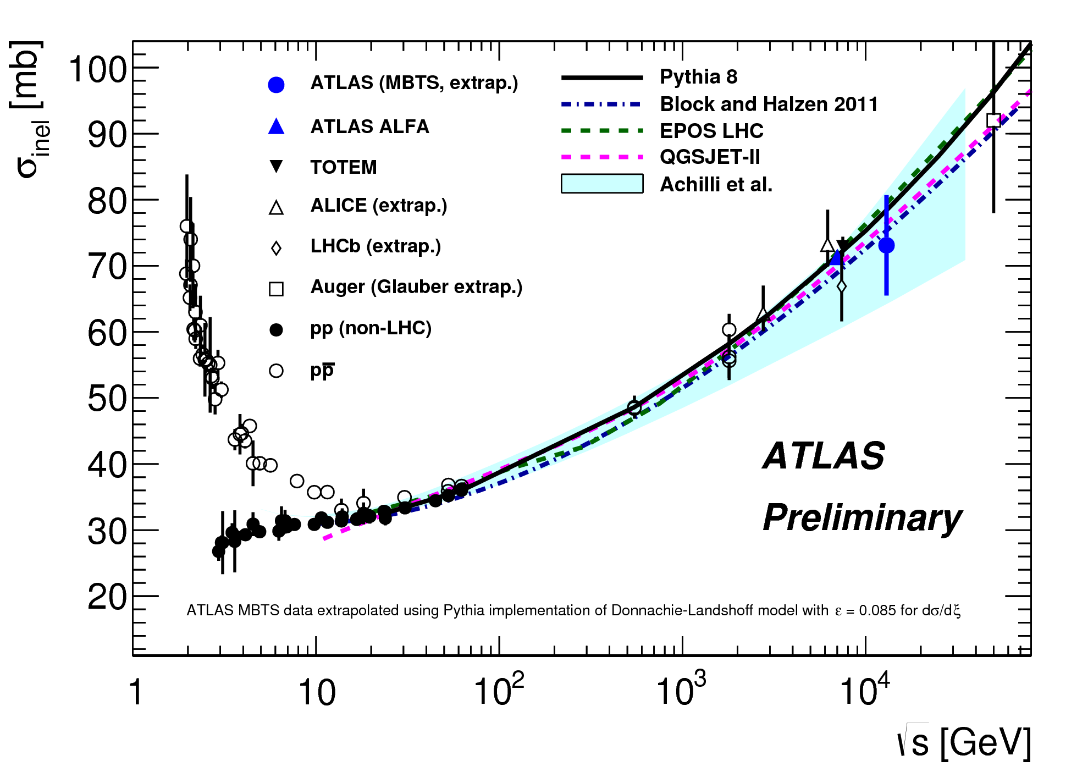 σinel [mb]
100
90
80
70
60
50
40
30
20
ATLAS (MBTS, extrap.)
ATLAS ALFA
TOTEM
ALICE (extrap.)
LHCb (extrap.)
Auger (Glauber extrap.)
pp (non-LHC)
pp̅
Pythia 8
Block and Halzen 2011
EPOS LHC
QGSJET-II
Achilli et al.
ATLAS
Preliminary
ATLAS MBTS data extrapolated using Pythia implementation of Donnachie-Landshoff model with ε = 0.085 for dσ/dξ
1 10 10² 10³ 10⁴
√s [GeV]